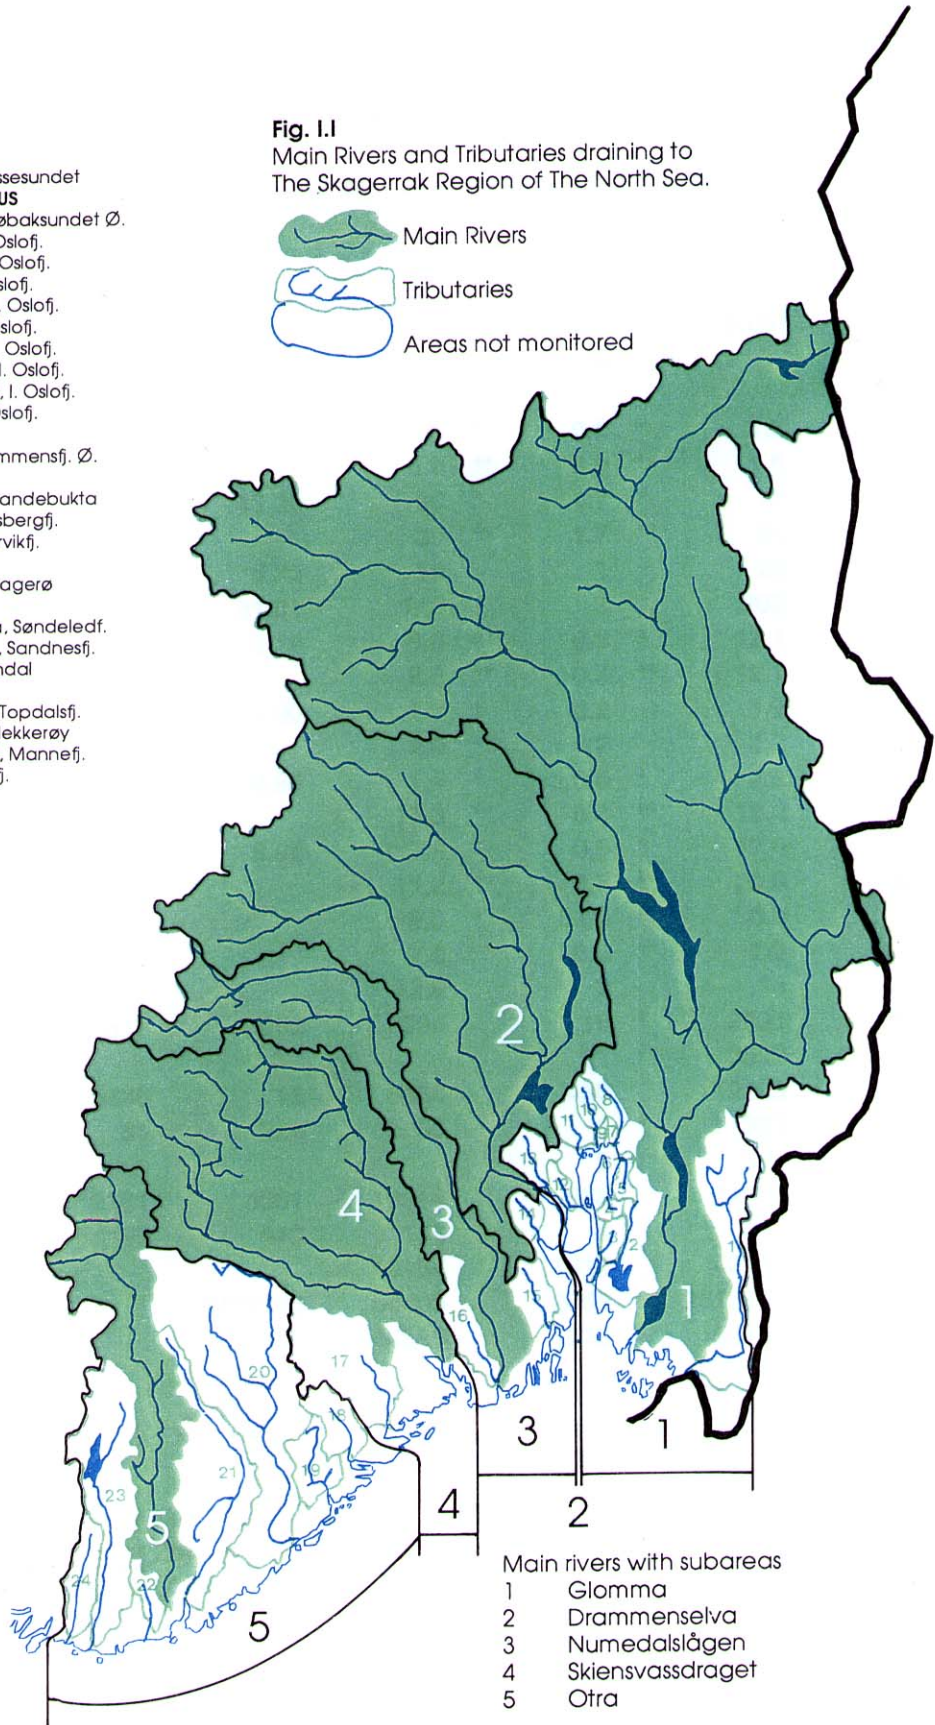 Fig. I.I
Main Rivers and Tributaries draining to
The Skagerrak Region of The North Sea.
Main Rivers
Tributaries
Areas not monitored
ssesundet
US
øbaksundet Ø.
Oslofj.
Oslofj.
slofj.
. Oslofj.
slofj.
Oslofj.
I. Oslofj.
, I. Oslofj.
slofj.
mmensfj. Ø.
andebukta
sbergfj.
rvikfj.
agerø
, Søndeledf.
, Sandnesfj.
ndal
Topdalsfj.
ekkerøy
, Mannefj.
j.
2
4
3
1
5
13
2
15
16
17
20
18
19
21
23
22
24
1
3
1
4
2
5
Main rivers with subareas
1 Glomma
2 Drammenselva
3 Numedalslågen
4 Skiensvassdraget
5 Otra